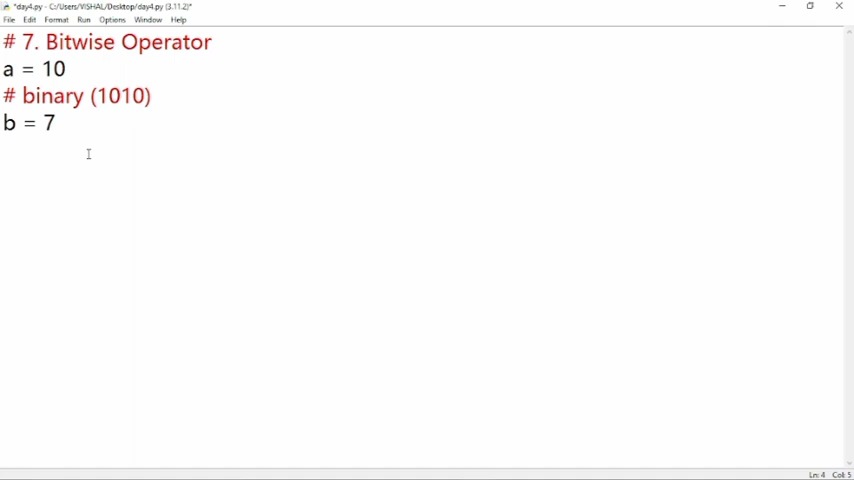 *day4.py - C:/Users/VISHAL/Desktop/day4.py (3.11.2)*
File Edit Format Run Options Window Help
# 7. Bitwise Operator
a = 10
# binary (1010)
b = 7
Ln: 4 Col: 5